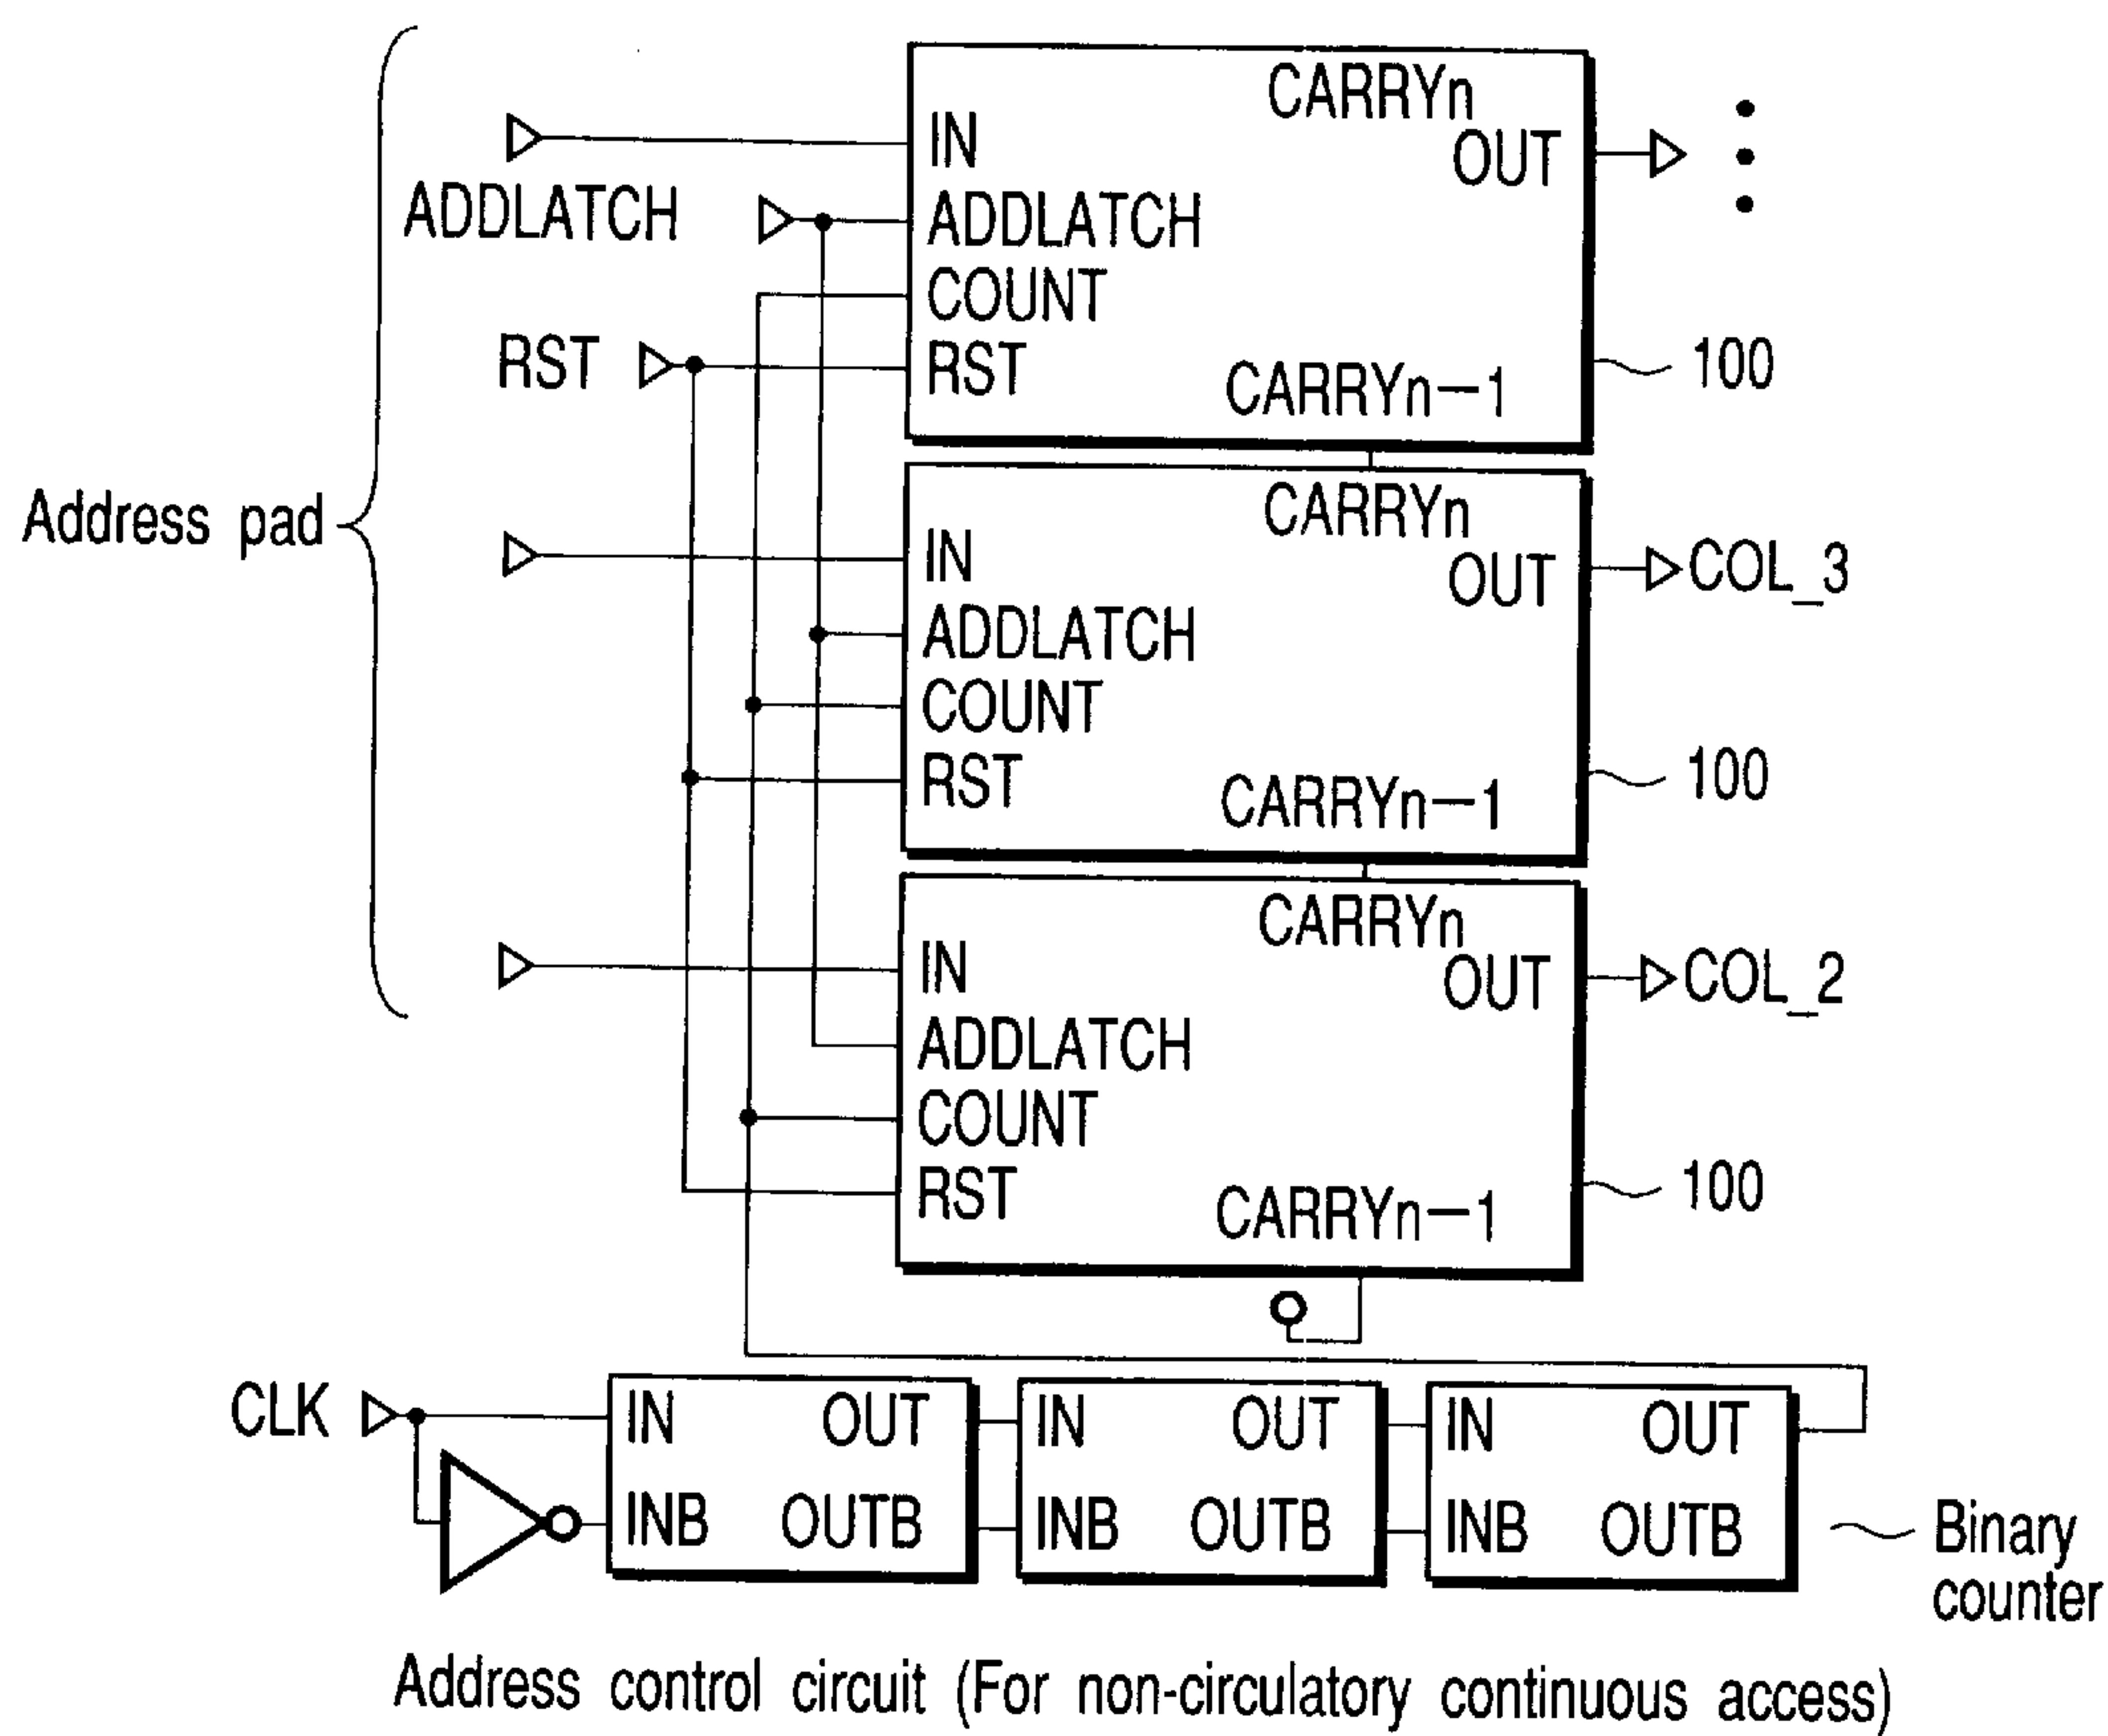 CARRYn
IN
OUT
ADDLATCH
ADDLATCH
COUNT
RST
RST
CARRYn−1
100
Address pad
CARRYn
IN
OUT
COL_3
ADDLATCH
COUNT
RST
CARRYn−1
100
CARRYn
IN
OUT
COL_2
ADDLATCH
COUNT
RST
CARRYn−1
100
CLK
IN
OUT
INB
OUTB
IN
OUT
INB
OUTB
IN
OUT
INB
OUTB
Binary
counter
Address control circuit (For non-circulatory continuous access)